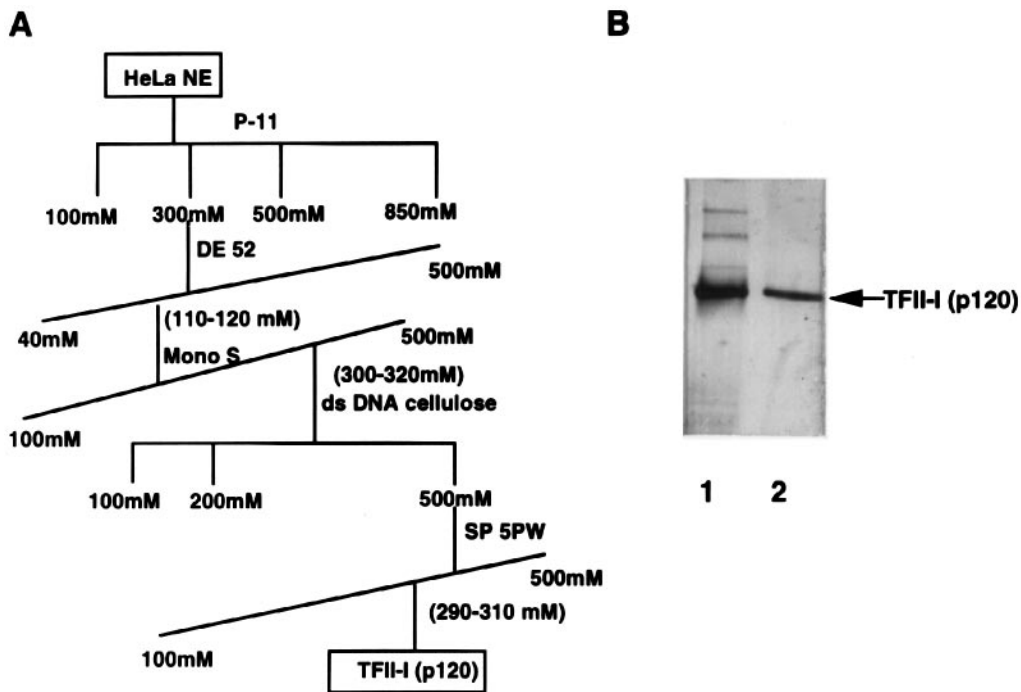 A
HeLa NE
P-11
100mM 300mM 500mM 850mM
DE 52
500mM
40mM
(110-120 mM)
Mono S
500mM
(300-320mM)
ds DNA cellulose
100mM
100mM 200mM 500mM
SP 5PW
500mM
(290-310 mM)
100mM
TFII-I (p120)
B
TFII-I (p120)
1 2